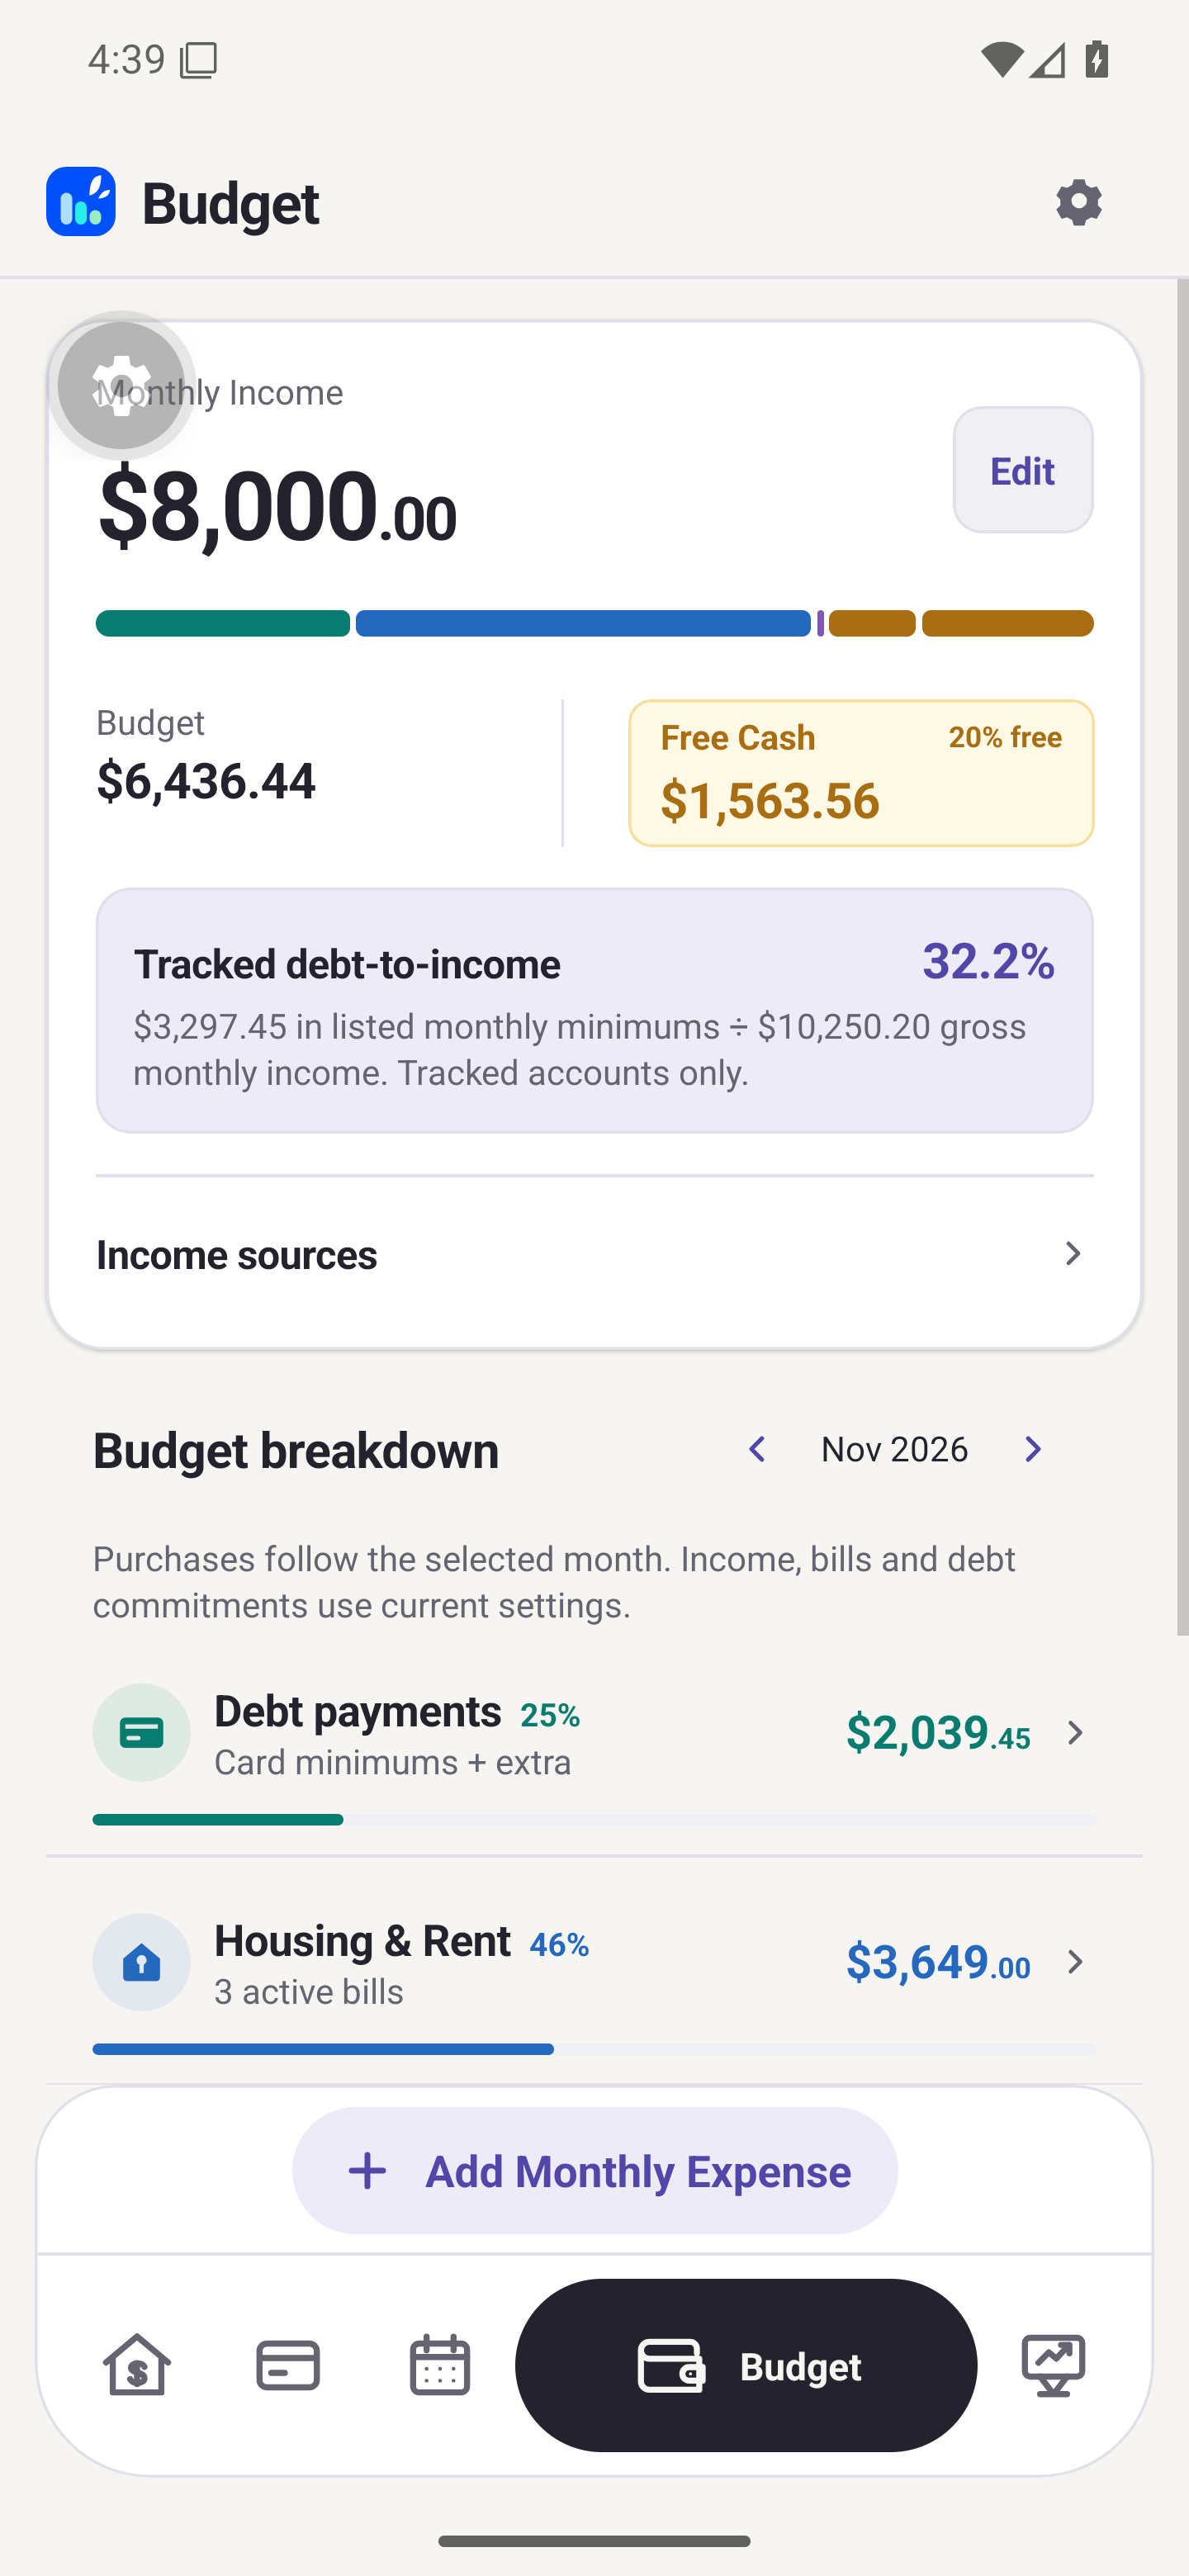 4:39
Budget
Monthly Income
$8,000.00
Edit
Budget
$6,436.44
Free Cash
20% free
$1,563.56
Tracked debt-to-income
32.2%
$3,297.45 in listed monthly minimums ÷ $10,250.20 gross
monthly income. Tracked accounts only.
Income sources
Budget breakdown
Nov 2026
Purchases follow the selected month. Income, bills and debt
commitments use current settings.
Debt payments 25%
Card minimums + extra
$2,039.45
Housing & Rent 46%
3 active bills
$3,649.00
+ Add Monthly Expense
Budget